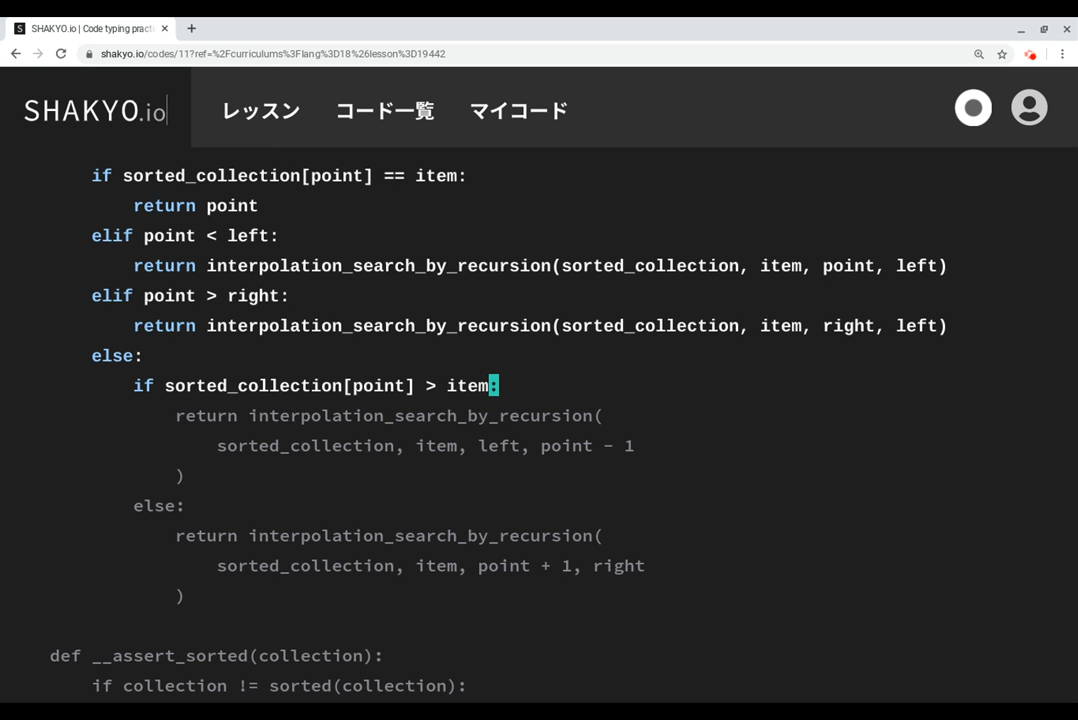 S SHAKYO.io | Code typing pract
shakyo.io/codes/11?ref=%2Fcurriculums%3Flang%3D18%26lesson%3D19442
SHAKYO.io
レッスン コード一覧 マイコード
if sorted_collection[point] == item:
return point
elif point < left:
return interpolation_search_by_recursion(sorted_collection, item, point, left)
elif point > right:
return interpolation_search_by_recursion(sorted_collection, item, right, left)
else:
if sorted_collection[point] > item:
return interpolation_search_by_recursion(
sorted_collection, item, left, point - 1
)
else:
return interpolation_search_by_recursion(
sorted_collection, item, point + 1, right
)
def __assert_sorted(collection):
if collection != sorted(collection):